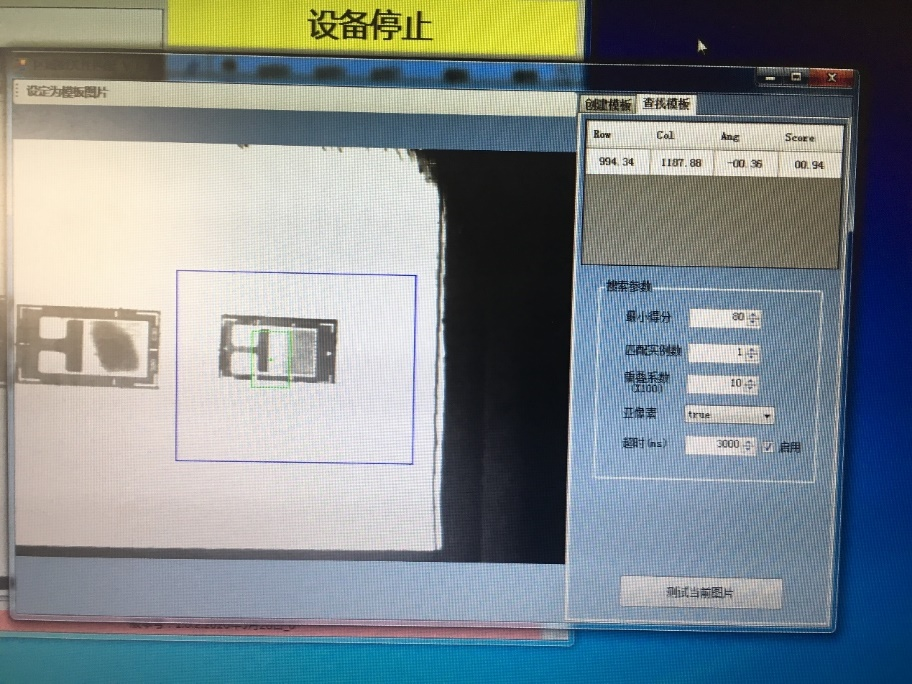 设备停止
设定为模板图片
创建模板 查找模板
Row Col Ang Score
994.34 1187.88 -00.36 00.94
搜索参数
最小得分 80
匹配实例数 1
重叠系数 10
(X100)
亚像素 true
超时(ms) 3000 启用
测试当前图片